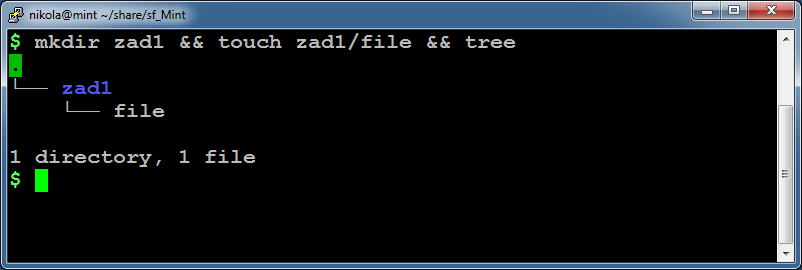 nikola@mint ~/share/sf_Mint
$ mkdir zad1 && touch zad1/file && tree
.
└── zad1
    └── file

1 directory, 1 file
$